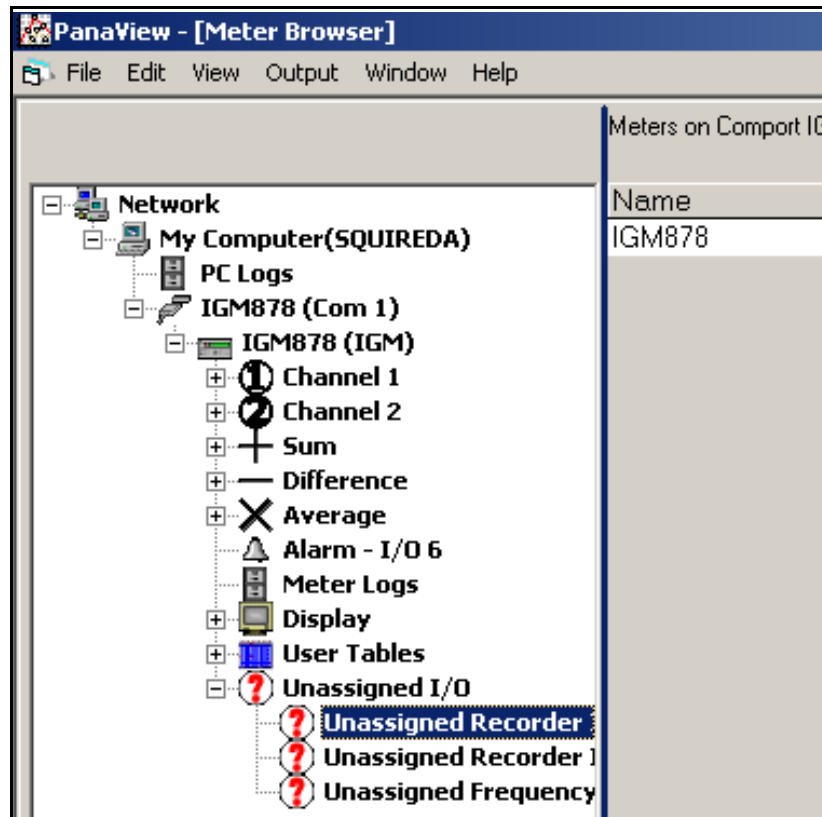 PanaView - [Meter Browser]
File Edit View Output Window Help
Meters on Comport
Name
IGM878
Network
My Computer(SQUIREDA)
PC Logs
IGM878 (Com 1)
IGM878 (IGM)
1 Channel 1
2 Channel 2
Sum
Difference
Average
Alarm - I/O 6
Meter Logs
Display
User Tables
? Unassigned I/O
? Unassigned Recorder
? Unassigned Recorder
? Unassigned Frequency